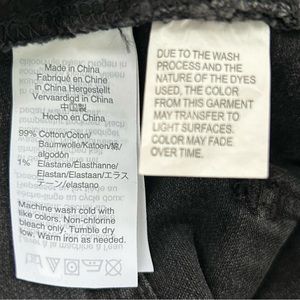 Made in China
Fabriqué en Chine
In China Hergestellt
Vervaardigd in China
中国製
Hecho en China
99% Cotton/Coton/
Baumwolle/Katoen/綿/
algodón
1% Elastane/Elasthanne/
Elastan/Elastaan/エラス
テーン/elastano
Machine wash cold with
like colors. Non-chlorine
bleach only. Tumble dry
low. Warm iron as needed.
DUE TO THE WASH
PROCESS AND THE
NATURE OF THE DYES
USED, THE COLOR
FROM THIS GARMENT
MAY TRANSFER TO
LIGHT SURFACES.
COLOR MAY FADE
OVER TIME.